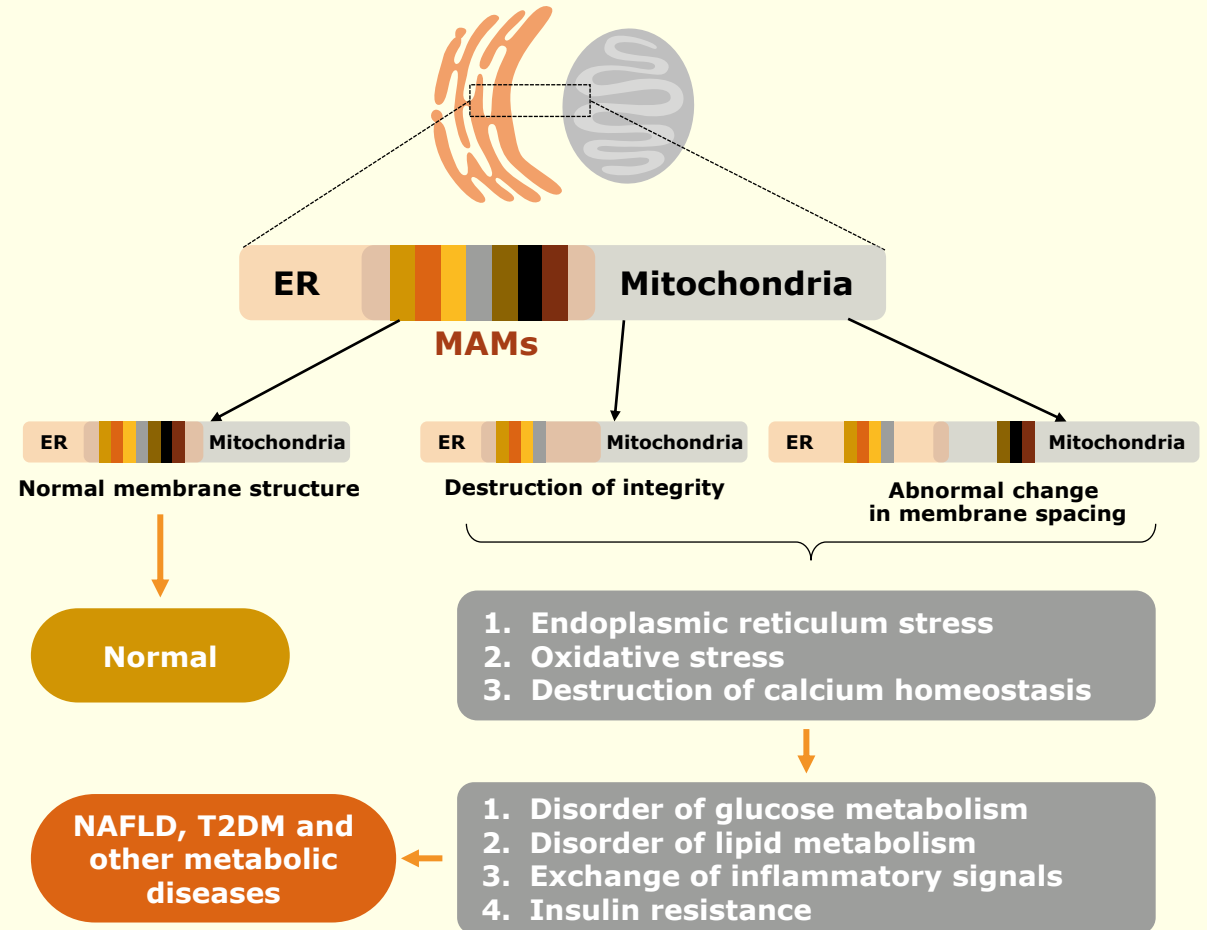 ER
Mitochondria
MAMs
ER
Mitochondria
Normal membrane structure
ER
Mitochondria
Destruction of integrity
ER
Mitochondria
Abnormal change
in membrane spacing
Normal
1. Endoplasmic reticulum stress
2. Oxidative stress
3. Destruction of calcium homeostasis
1. Disorder of glucose metabolism
2. Disorder of lipid metabolism
3. Exchange of inflammatory signals
4. Insulin resistance
NAFLD, T2DM and
other metabolic
diseases